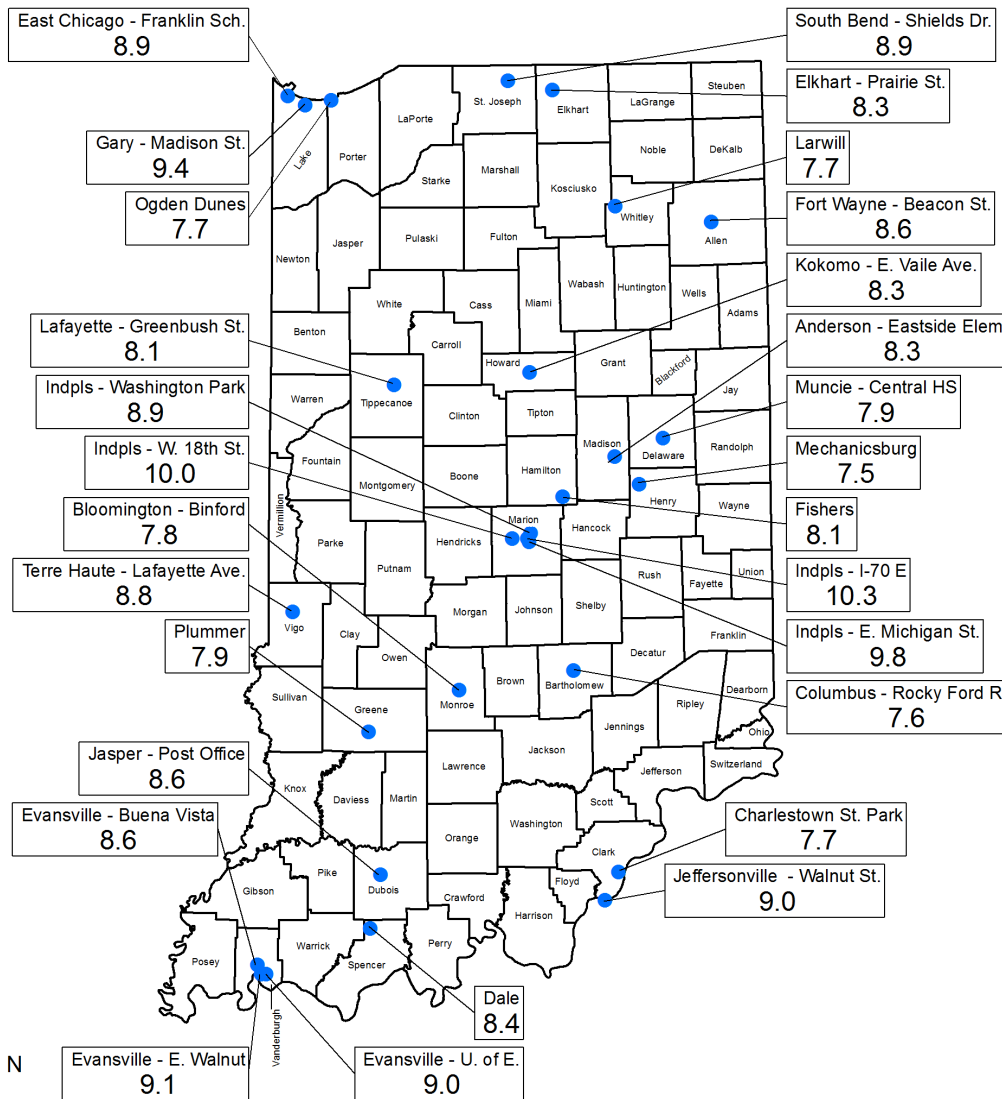 East Chicago - Franklin Sch.
8.9
South Bend - Shields Dr.
8.9
Elkhart - Prairie St.
8.3
Gary - Madison St.
9.4
Larwill
7.7
Ogden Dunes
7.7
Fort Wayne - Beacon St.
8.6
Kokomo - E. Vaile Ave.
8.3
Lafayette - Greenbush St.
8.1
Anderson - Eastside Elem
8.3
Indpls - Washington Park
8.9
Muncie - Central HS
7.9
Indpls - W. 18th St.
10.0
Mechanicsburg
7.5
Bloomington - Binford
7.8
Fishers
8.1
Terre Haute - Lafayette Ave.
8.8
Indpls - I-70 E
10.3
Plummer
7.9
Indpls - E. Michigan St.
9.8
Columbus - Rocky Ford R
7.6
Jasper - Post Office
8.6
Evansville - Buena Vista
8.6
Charlestown St. Park
7.7
Jeffersonville - Walnut St.
9.0
Dale
8.4
Evansville - E. Walnut
9.1
Evansville - U. of E.
9.0
N
Lake
Porter
LaPorte
St. Joseph
Elkhart
LaGrange
Steuben
Noble
DeKalb
Starke
Marshall
Kosciusko
Whitley
Allen
Newton
Jasper
Pulaski
Fulton
Wabash
Huntington
Wells
Adams
White
Cass
Miami
Benton
Carroll
Howard
Grant
Blackford
Jay
Warren
Tippecanoe
Clinton
Tipton
Madison
Delaware
Randolph
Fountain
Montgomery
Boone
Hamilton
Henry
Wayne
Vermillion
Parke
Putnam
Hendricks
Marion
Hancock
Rush
Fayette
Union
Vigo
Clay
Owen
Morgan
Johnson
Shelby
Franklin
Decatur
Sullivan
Greene
Monroe
Brown
Bartholomew
Jennings
Ripley
Dearborn
Ohio
Knox
Daviess
Martin
Lawrence
Jackson
Jefferson
Switzerland
Scott
Washington
Orange
Clark
Floyd
Harrison
Crawford
Gibson
Pike
Dubois
Posey
Vanderburgh
Warrick
Spencer
Perry